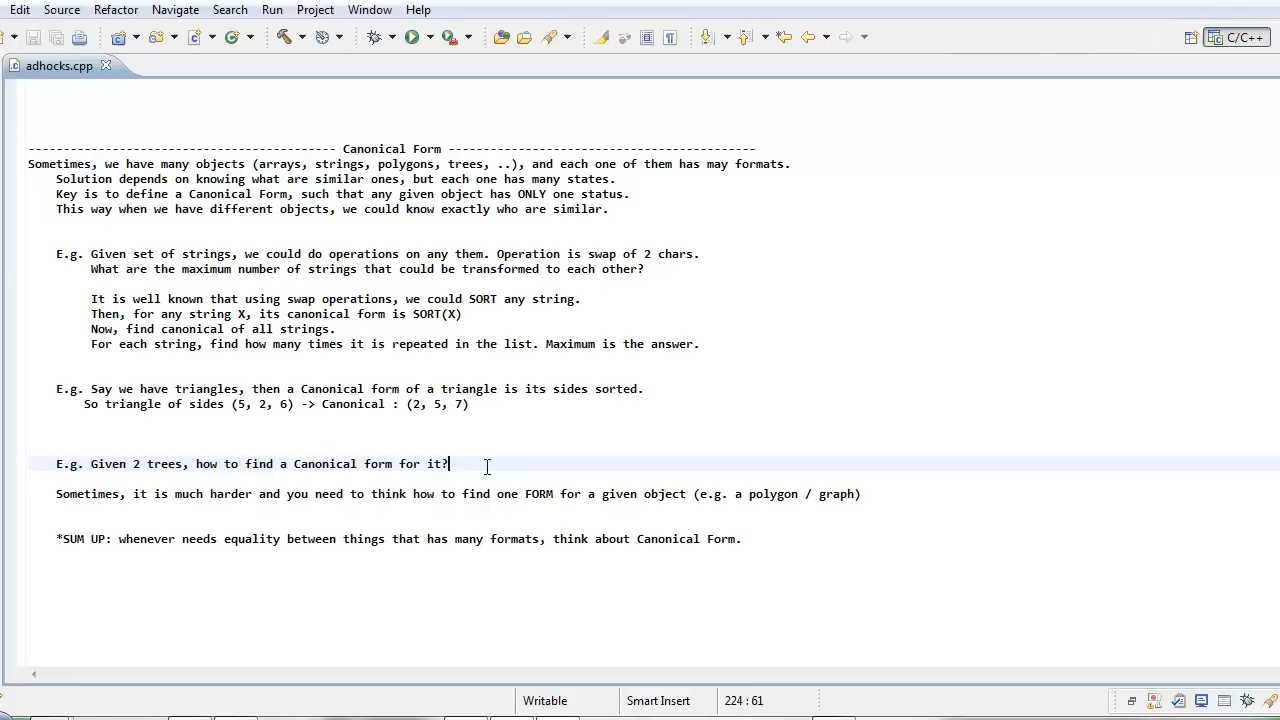 Edit Source Refactor Navigate Search Run Project Window Help
C/C++
adhocks.cpp
-------------------------------------------- Canonical Form ---------------------------------------------
Sometimes, we have many objects (arrays, strings, polygons, trees, ..), and each one of them has may formats.
Solution depends on knowing what are similar ones, but each one has many states.
Key is to define a Canonical Form, such that any given object has ONLY one status.
This way when we have different objects, we could know exactly who are similar.
E.g. Given set of strings, we could do operations on any them. Operation is swap of 2 chars.
What are the maximum number of strings that could be transformed to each other?
It is well known that using swap operations, we could SORT any string.
Then, for any string X, its canonical form is SORT(X)
Now, find canonical of all strings.
For each string, find how many times it is repeated in the list. Maximum is the answer.
E.g. Say we have triangles, then a Canonical form of a triangle is its sides sorted.
So triangle of sides (5, 2, 6) -> Canonical : (2, 5, 7)
E.g. Given 2 trees, how to find a Canonical form for it?
Sometimes, it is much harder and you need to think how to find one FORM for a given object (e.g. a polygon / graph)
*SUM UP: whenever needs equality between things that has many formats, think about Canonical Form.
Writable Smart Insert 224 : 61